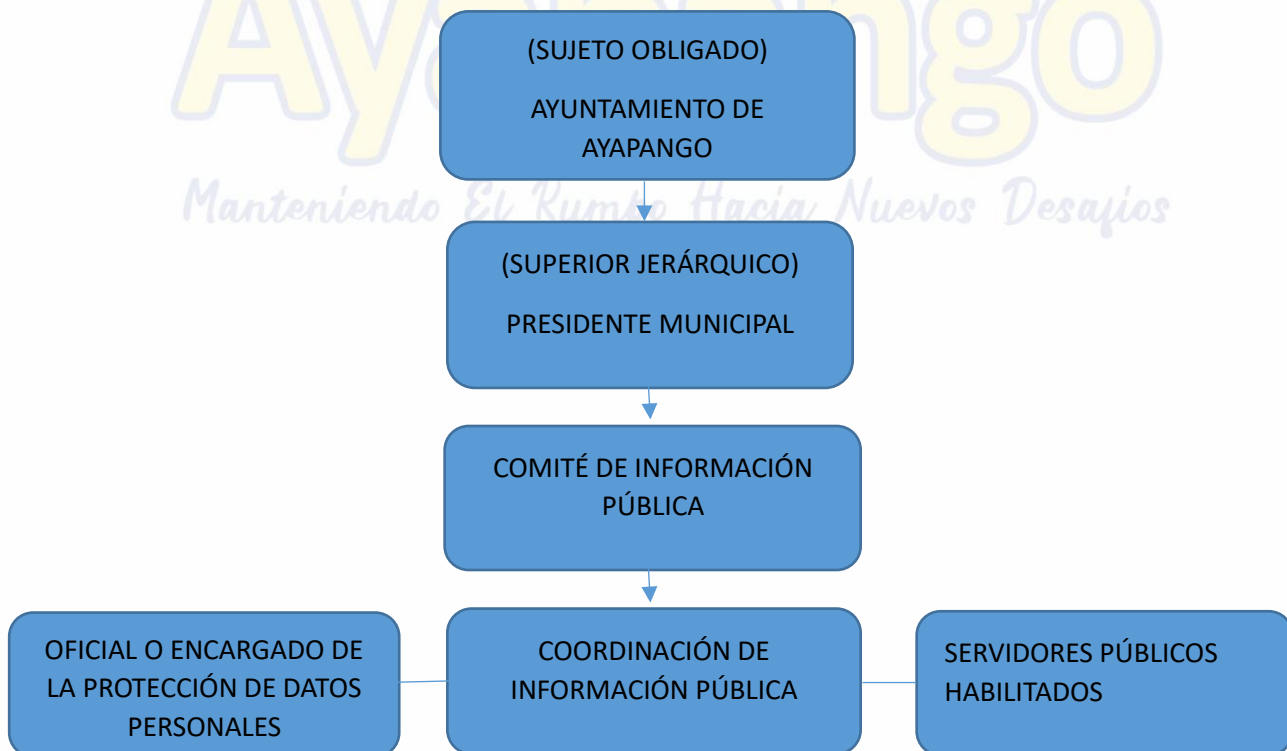 Ayapango
Manteniendo El Rumbo Hacia Nuevos Desafíos
(SUJETO OBLIGADO)
AYUNTAMIENTO DE
AYAPANGO
(SUPERIOR JERÁRQUICO)
PRESIDENTE MUNICIPAL
COMITÉ DE INFORMACIÓN
PÚBLICA
OFICIAL O ENCARGADO DE
LA PROTECCIÓN DE DATOS
PERSONALES
COORDINACIÓN DE
INFORMACIÓN PÚBLICA
SERVIDORES PÚBLICOS
HABILITADOS